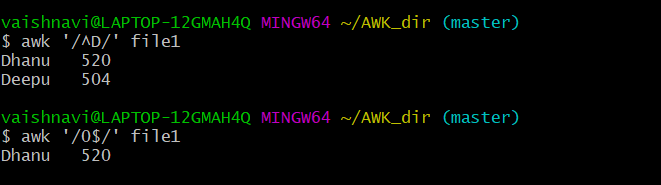 vaishnavi@LAPTOP-12GMAH4Q MINGW64 ~/AWK_dir (master)
$ awk '/^D/' file1
Dhanu   520
Deepu   504
vaishnavi@LAPTOP-12GMAH4Q MINGW64 ~/AWK_dir (master)
$ awk '/0$/' file1
Dhanu   520